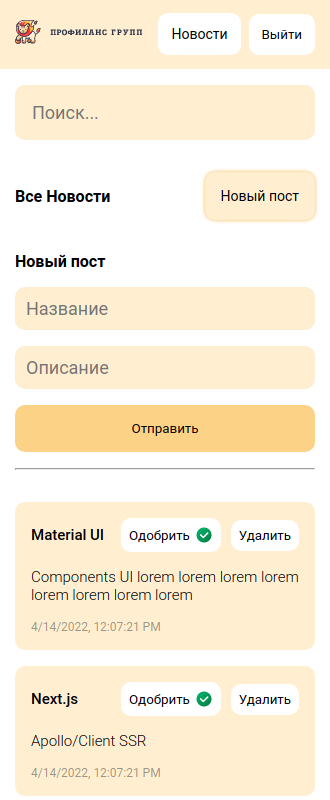 ПРОФИЛАНС ГРУПП
Новости
Выйти
Поиск...
Все Новости
Новый пост
Новый пост
Название
Описание
Отправить
Material UI
Одобрить
Удалить
Components UI lorem lorem lorem lorem
lorem lorem lorem lorem
4/14/2022, 12:07:21 PM
Next.js
Одобрить
Удалить
Apollo/Client SSR
4/14/2022, 12:07:21 PM